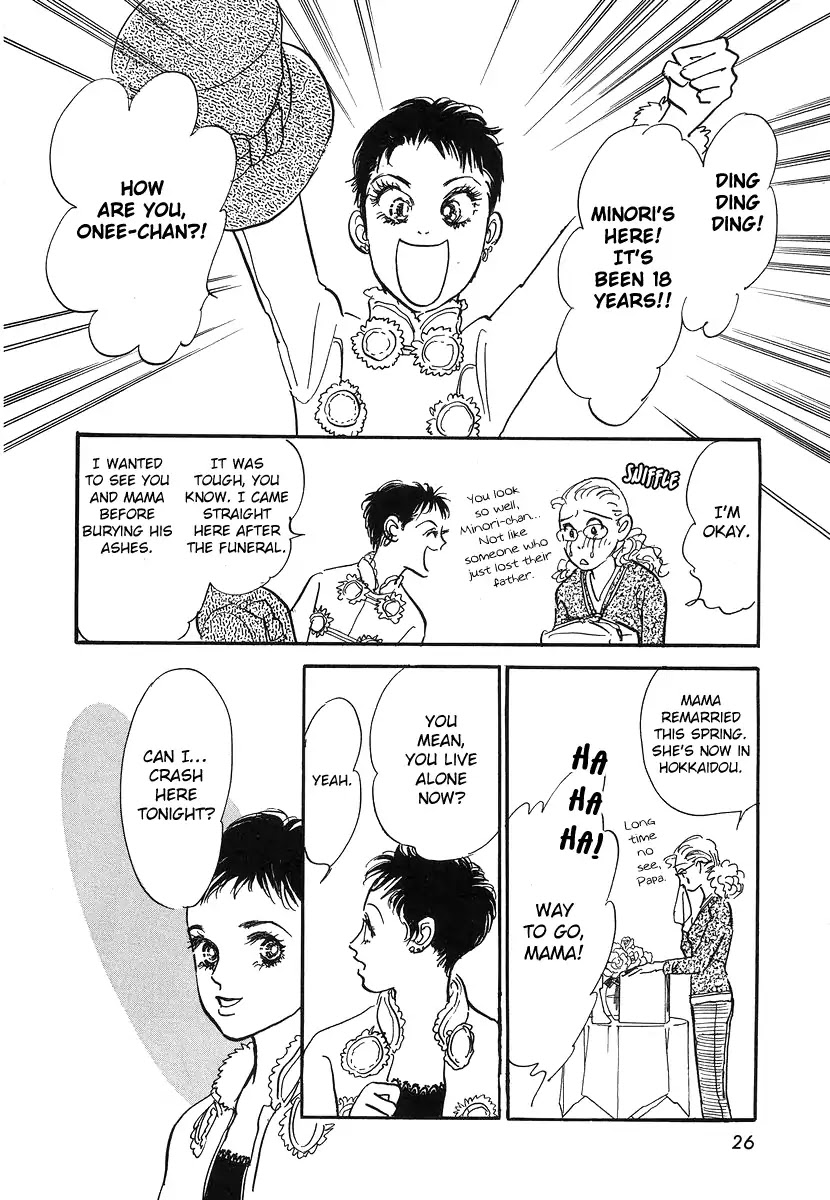 DING
DING
DING!
MINORI'S
HERE!
IT'S
BEEN 18
YEARS!!
HOW
ARE YOU,
ONEE-CHAN?!
I'M
OKAY.
SNIFFLE
You look
so well,
Minori-chan...
Not like
someone who
just lost their
father.
IT WAS
TOUGH, YOU
KNOW. I CAME
STRAIGHT
HERE AFTER
THE FUNERAL.
I WANTED
TO SEE YOU
AND MAMA
BEFORE
BURYING HIS
ASHES.
MAMA
REMARRIED
THIS SPRING.
SHE'S NOW IN
HOKKAIDOU.
Long
time
no
see,
Papa.
HA
HA
HA!
WAY
TO GO,
MAMA!
YOU
MEAN,
YOU LIVE
ALONE
NOW?
YEAH.
CAN I...
CRASH
HERE
TONIGHT?
26